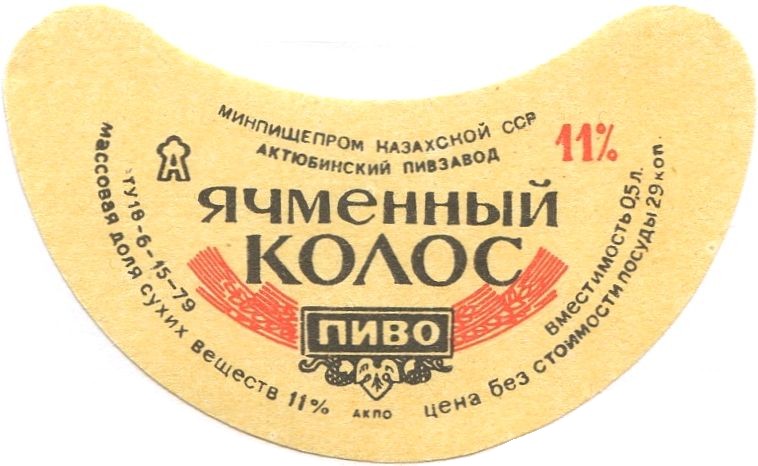 МИНПИЩЕПРОМ КАЗАХСКОЙ ССР
АКТЮБИНСКИЙ ПИВЗАВОД
11%
А
ЯЧМЕННЫЙ
КОЛОС
ПИВО
ТУ18-6-15-79
массовая доля сухих веществ 11%
АКПО
вместимость 0,5 л.
цена без стоимости посуды 29 коп.